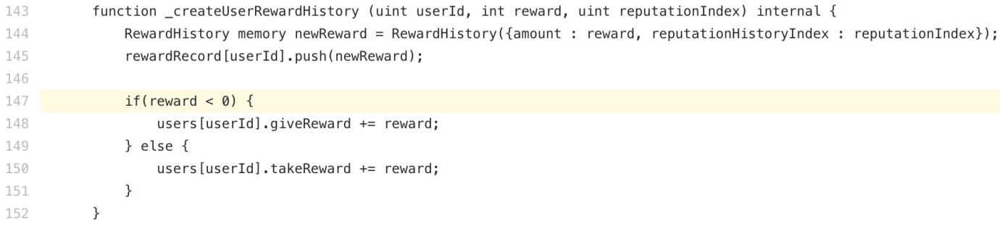 143 function _createUserRewardHistory (uint userId, int reward, uint reputationIndex) internal {
144 RewardHistory memory newReward = RewardHistory({amount : reward, reputationHistoryIndex : reputationIndex});
145 rewardRecord[userId].push(newReward);
146
147 if(reward < 0) {
148 users[userId].giveReward += reward;
149 } else {
150 users[userId].takeReward += reward;
151 }
152 }